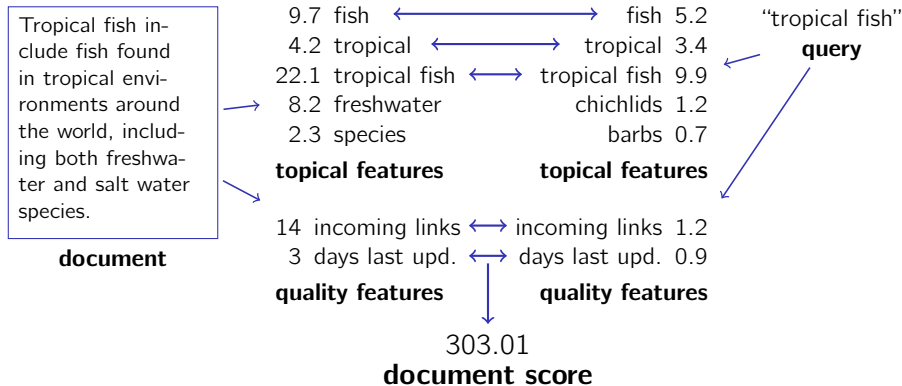 Tropical fish in-
clude fish found
in tropical envi-
ronments around
the world, includ-
ing both freshwa-
ter and salt water
species.
document
9.7 fish
4.2 tropical
22.1 tropical fish
8.2 freshwater
2.3 species
topical features
fish 5.2
tropical 3.4
tropical fish 9.9
chichlids 1.2
barbs 0.7
topical features
“tropical fish”
query
14 incoming links
3 days last upd.
quality features
incoming links 1.2
days last upd. 0.9
quality features
303.01
document score